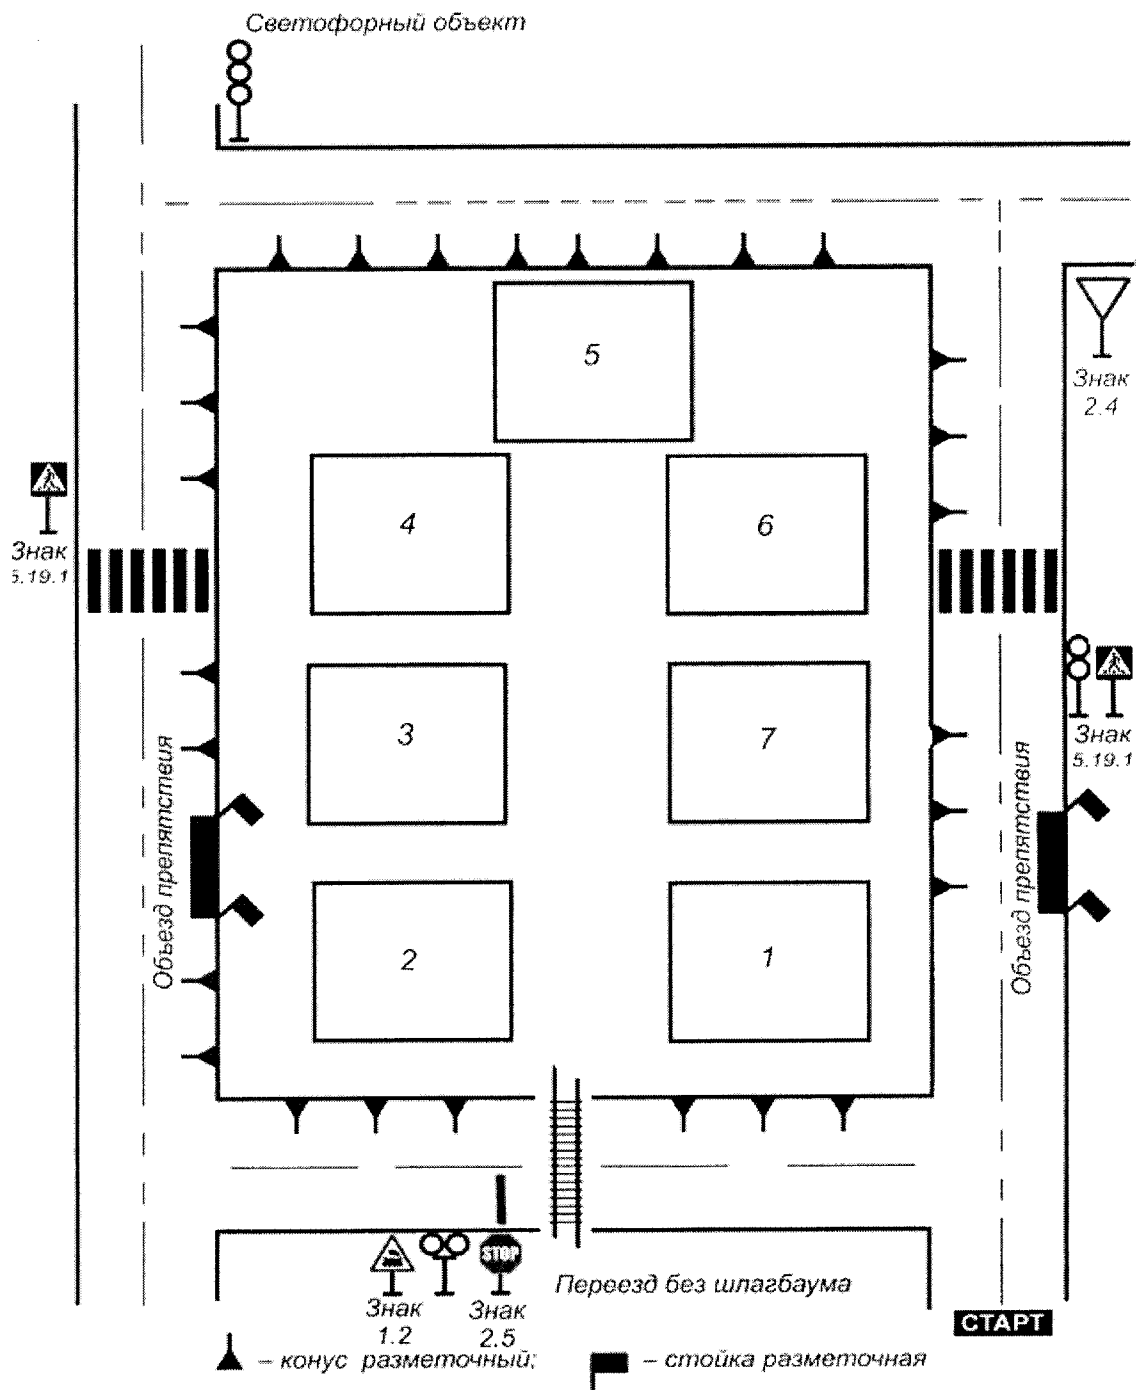 Светофорный объект
5
Знак
2.4
4
6
Знак
5.19.1
3
7
Знак
5.19.1
Объезд препятствия
Объезд препятствия
2
1
STOP
Переезд без шлагбаума
Знак
1.2
Знак
2.5
СТАРТ
– конус разметочный;
– стойка разметочная